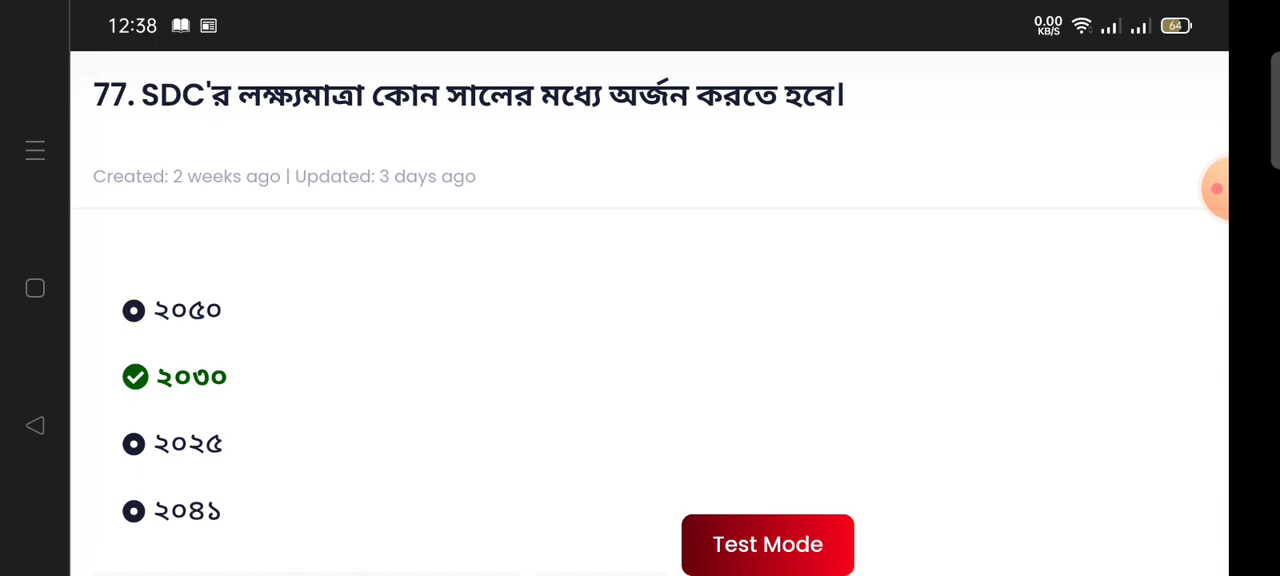 12:38
0.00
KB/S
64
77. SDC'র লক্ষ্যমাত্রা কোন সালের মধ্যে অর্জন করতে হবে।
Created: 2 weeks ago | Updated: 3 days ago
২০৫০
২০৩০
২০২৫
২০৪১
Test Mode